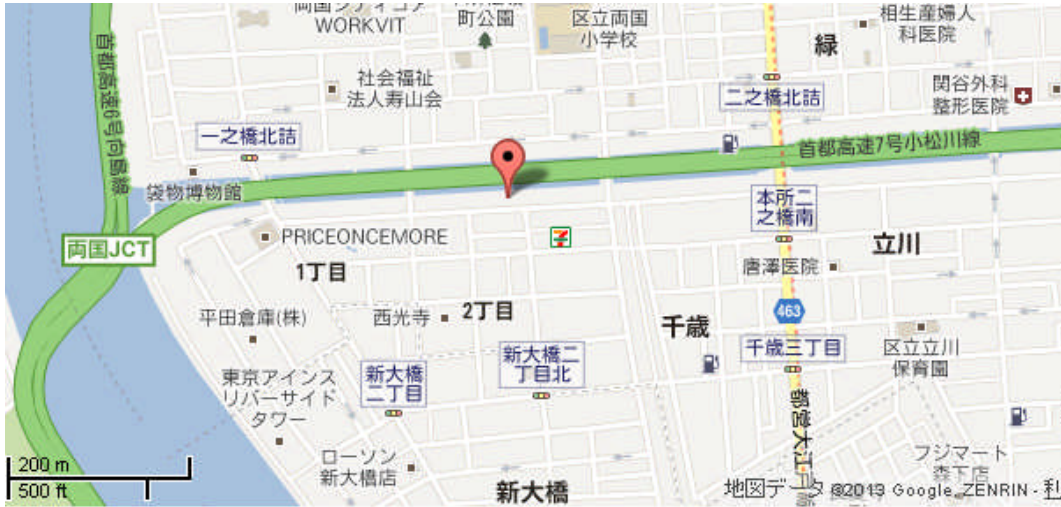 WORKVIT
町公園
区立両国
小学校
相生産婦人
科医院
緑
首都高速6号向島線
社会福祉
法人寿山会
二之橋北詰
関谷外科
整形医院
一之橋北詰
首都高速7号小松川線
袋物博物館
本所二
之橋南
両国JCT
PRICEONCEMORE
立川
1丁目
唐澤医院
平田倉庫(株)
西光寺
2丁目
千歳
463
新大橋二
丁目北
千歳三丁目
区立立川
保育園
新大橋
二丁目
東京アインス
リバーサイド
タワー
都営大江戸
フジマート
森下店
ローソン
新大橋店
200 m
500 ft
新大橋
地図データ ©2013 Google, ZENRIN -